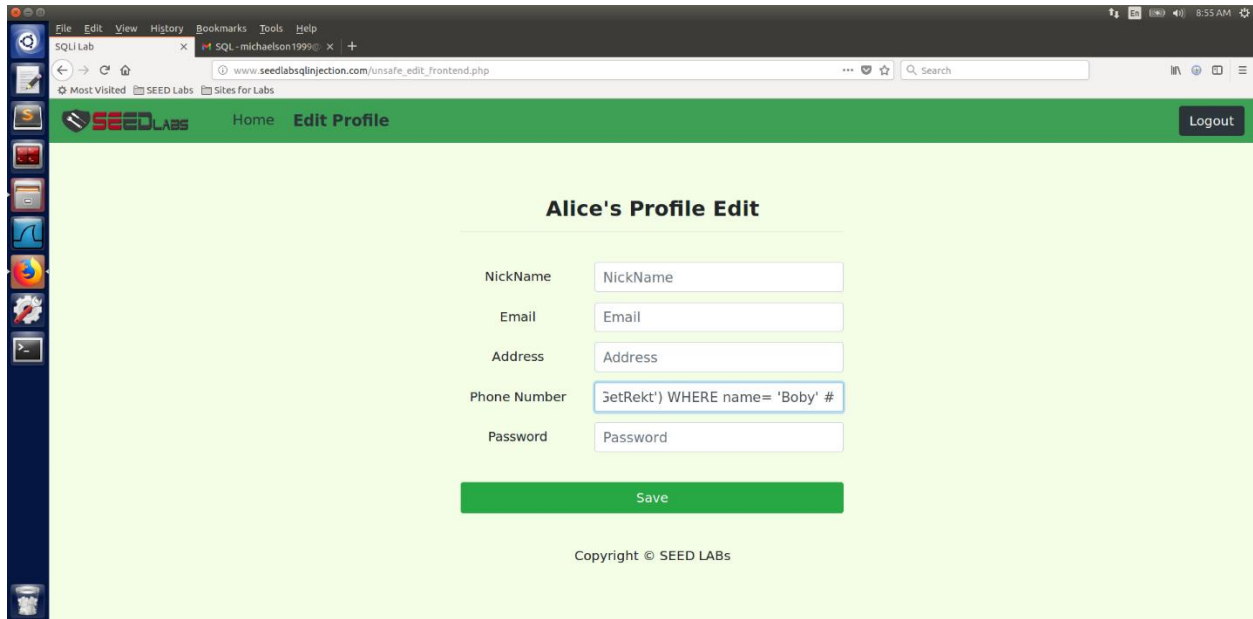 8:55 AM
File Edit View History Bookmarks Tools Help
SQLi Lab × SQL - michaelson1999@ × +
www.seedlabsqlinjection.com/unsafe_edit_frontend.php ••• Search
Most Visited SEED Labs Sites for Labs
SEEDLABS Home Edit Profile Logout
Alice's Profile Edit
NickName NickName
Email Email
Address Address
Phone Number GetRekt') WHERE name= 'Boby' #
Password Password
Save
Copyright © SEED LABs